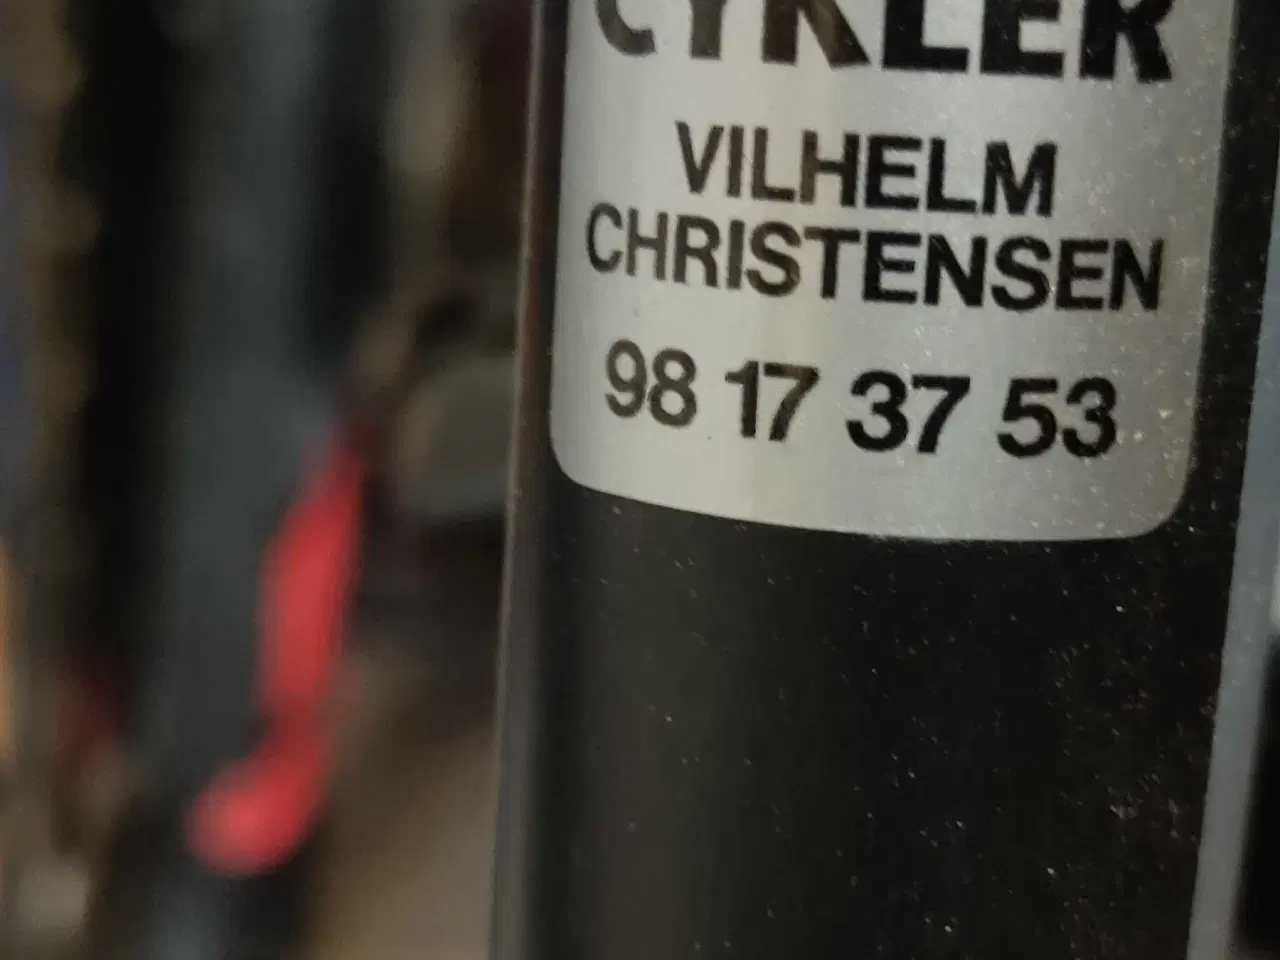 CYKLER
VILHELM
CHRISTENSEN
98 17 37 53